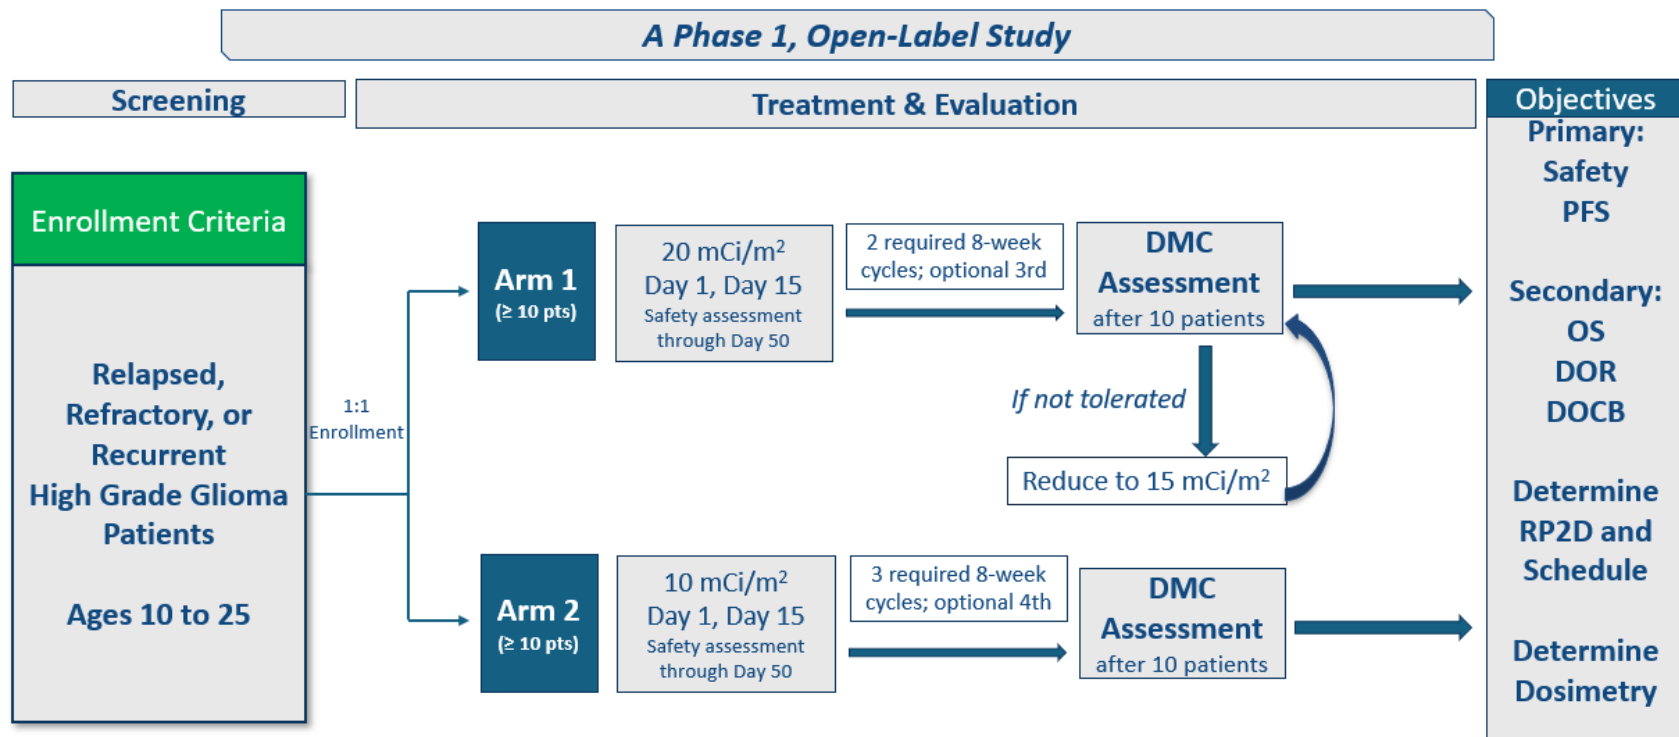 A Phase 1, Open-Label Study
Screening
Treatment & Evaluation
Objectives
Enrollment Criteria
Relapsed,
Refractory, or
Recurrent
High Grade Glioma
Patients
Ages 10 to 25
1:1
Enrollment
Arm 1
(≥ 10 pts)
20 mCi/m²
Day 1, Day 15
Safety assessment
through Day 50
2 required 8-week
cycles; optional 3rd
DMC
Assessment
after 10 patients
If not tolerated
Reduce to 15 mCi/m²
Arm 2
(≥ 10 pts)
10 mCi/m²
Day 1, Day 15
Safety assessment
through Day 50
3 required 8-week
cycles; optional 4th
DMC
Assessment
after 10 patients
Primary:
Safety
PFS
Secondary:
OS
DOR
DOCB
Determine
RP2D and
Schedule
Determine
Dosimetry